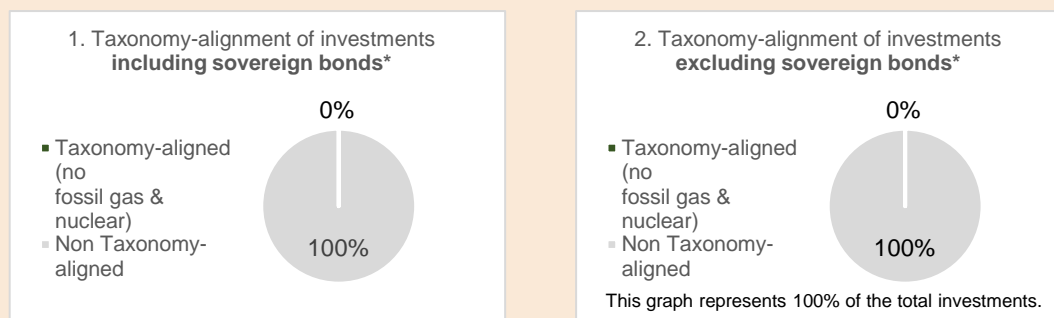 1. Taxonomy-alignment of investments
including sovereign bonds*
0%
Taxonomy-aligned
(no
fossil gas &
nuclear)
Non Taxonomy-
aligned
100%
2. Taxonomy-alignment of investments
excluding sovereign bonds*
0%
Taxonomy-aligned
(no
fossil gas &
nuclear)
Non Taxonomy-
aligned
100%
This graph represents 100% of the total investments.